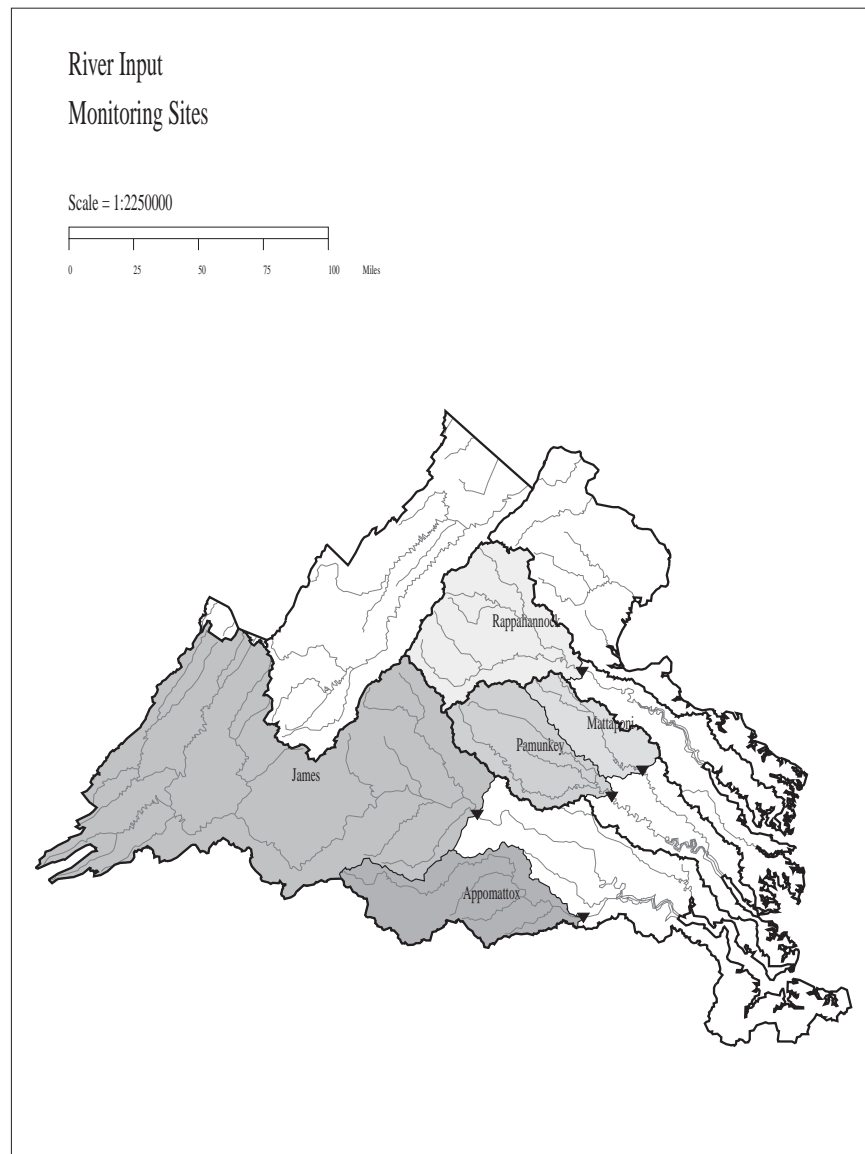 River Input
Monitoring Sites
Scale = 1:2250000
0 25 50 75 100 Miles
Rappahannock
Mattaponi
Pamunkey
James
Appomattox